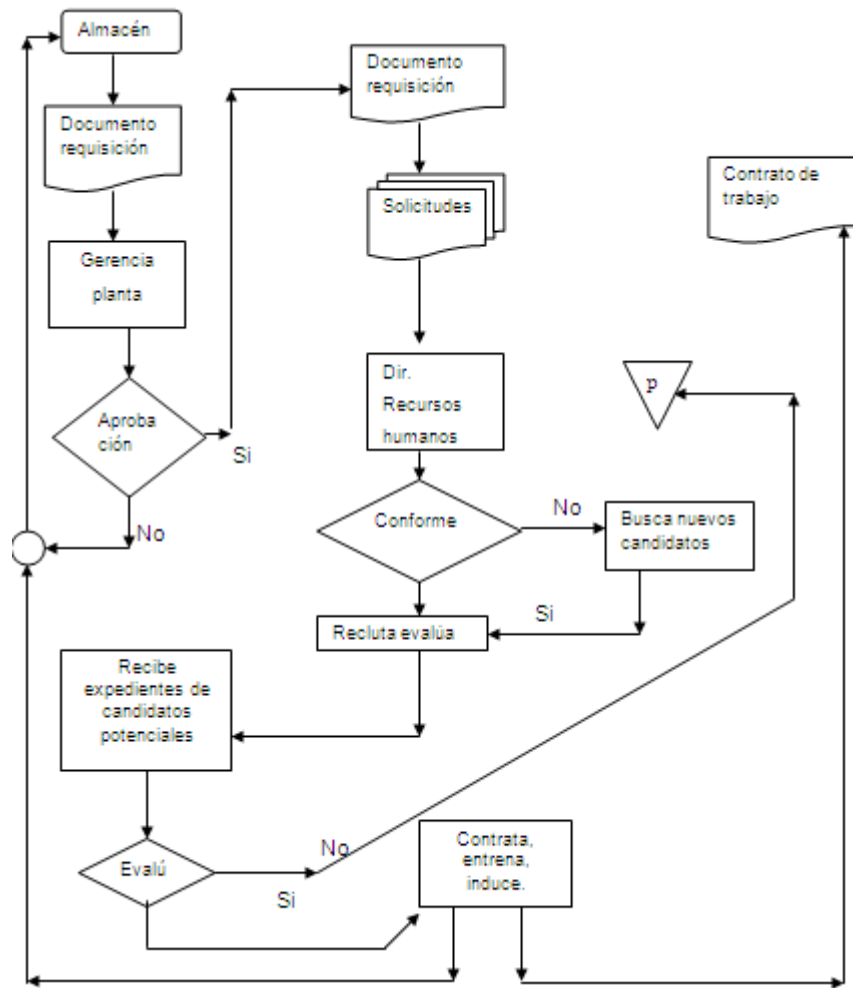 Almacén
Documento
requisición
Gerencia
planta
Aproba
ción
Si
No
Documento
requisición
Solicitudes
Dir.
Recursos
humanos
Conforme
No
Busca nuevos
candidatos
Si
Recluta evalúa
Recibe
expedientes de
candidatos
potenciales
Evalú
No
Si
Contrata,
entrena,
induce.
p
Contrato de
trabajo